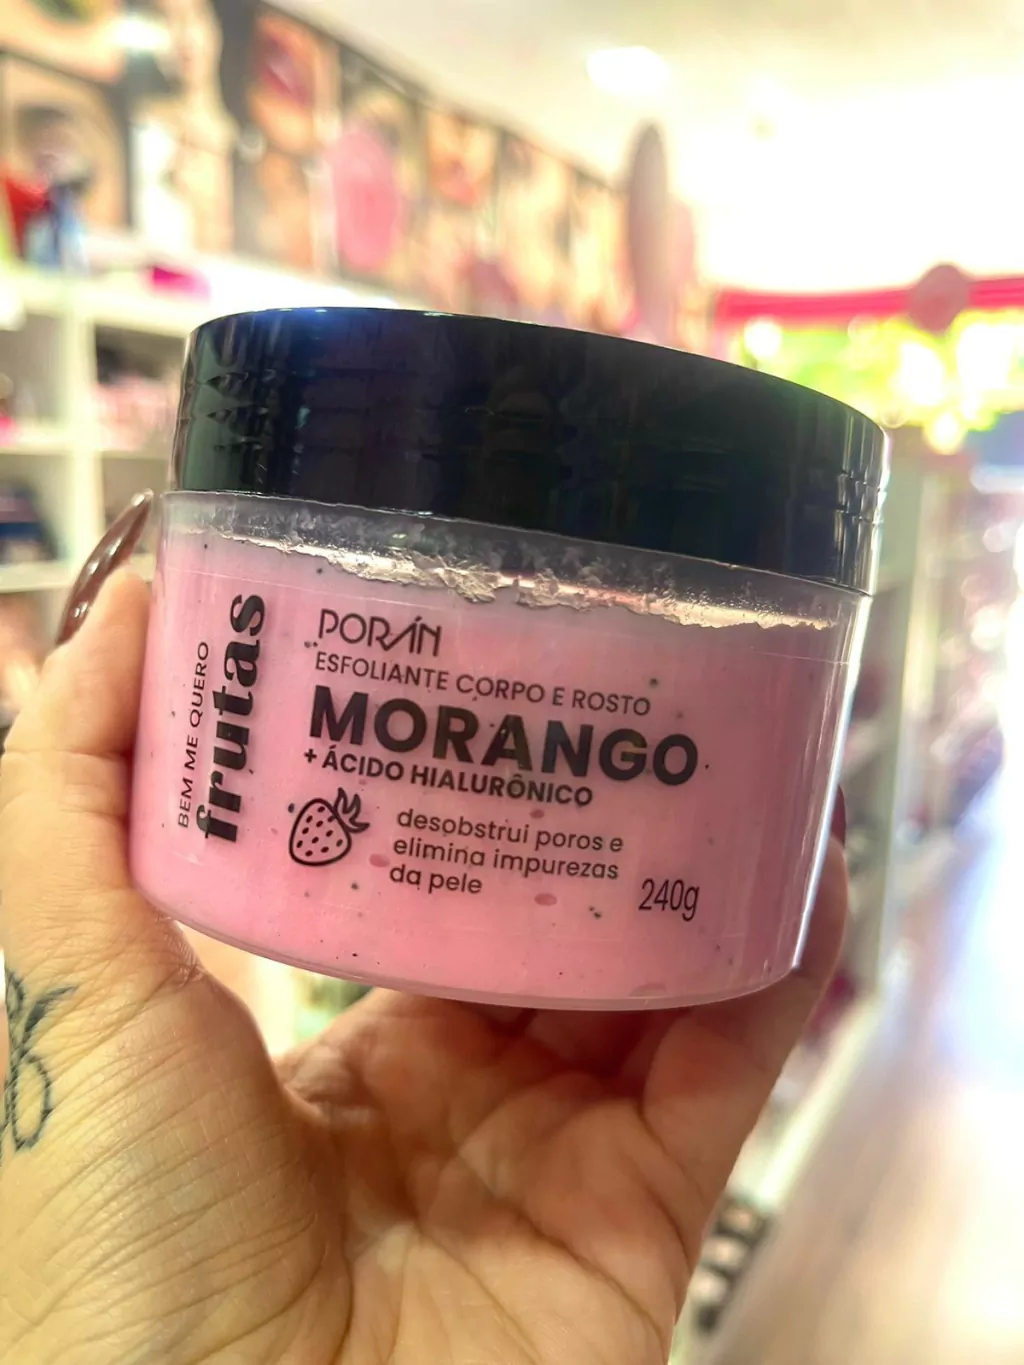 BEM ME QUERO
frutas
PORÁN
ESFOLIANTE CORPO E ROSTO
MORANGO
+ ÁCIDO HIALURÔNICO
desobstrui poros e
elimina impurezas
da pele
240g